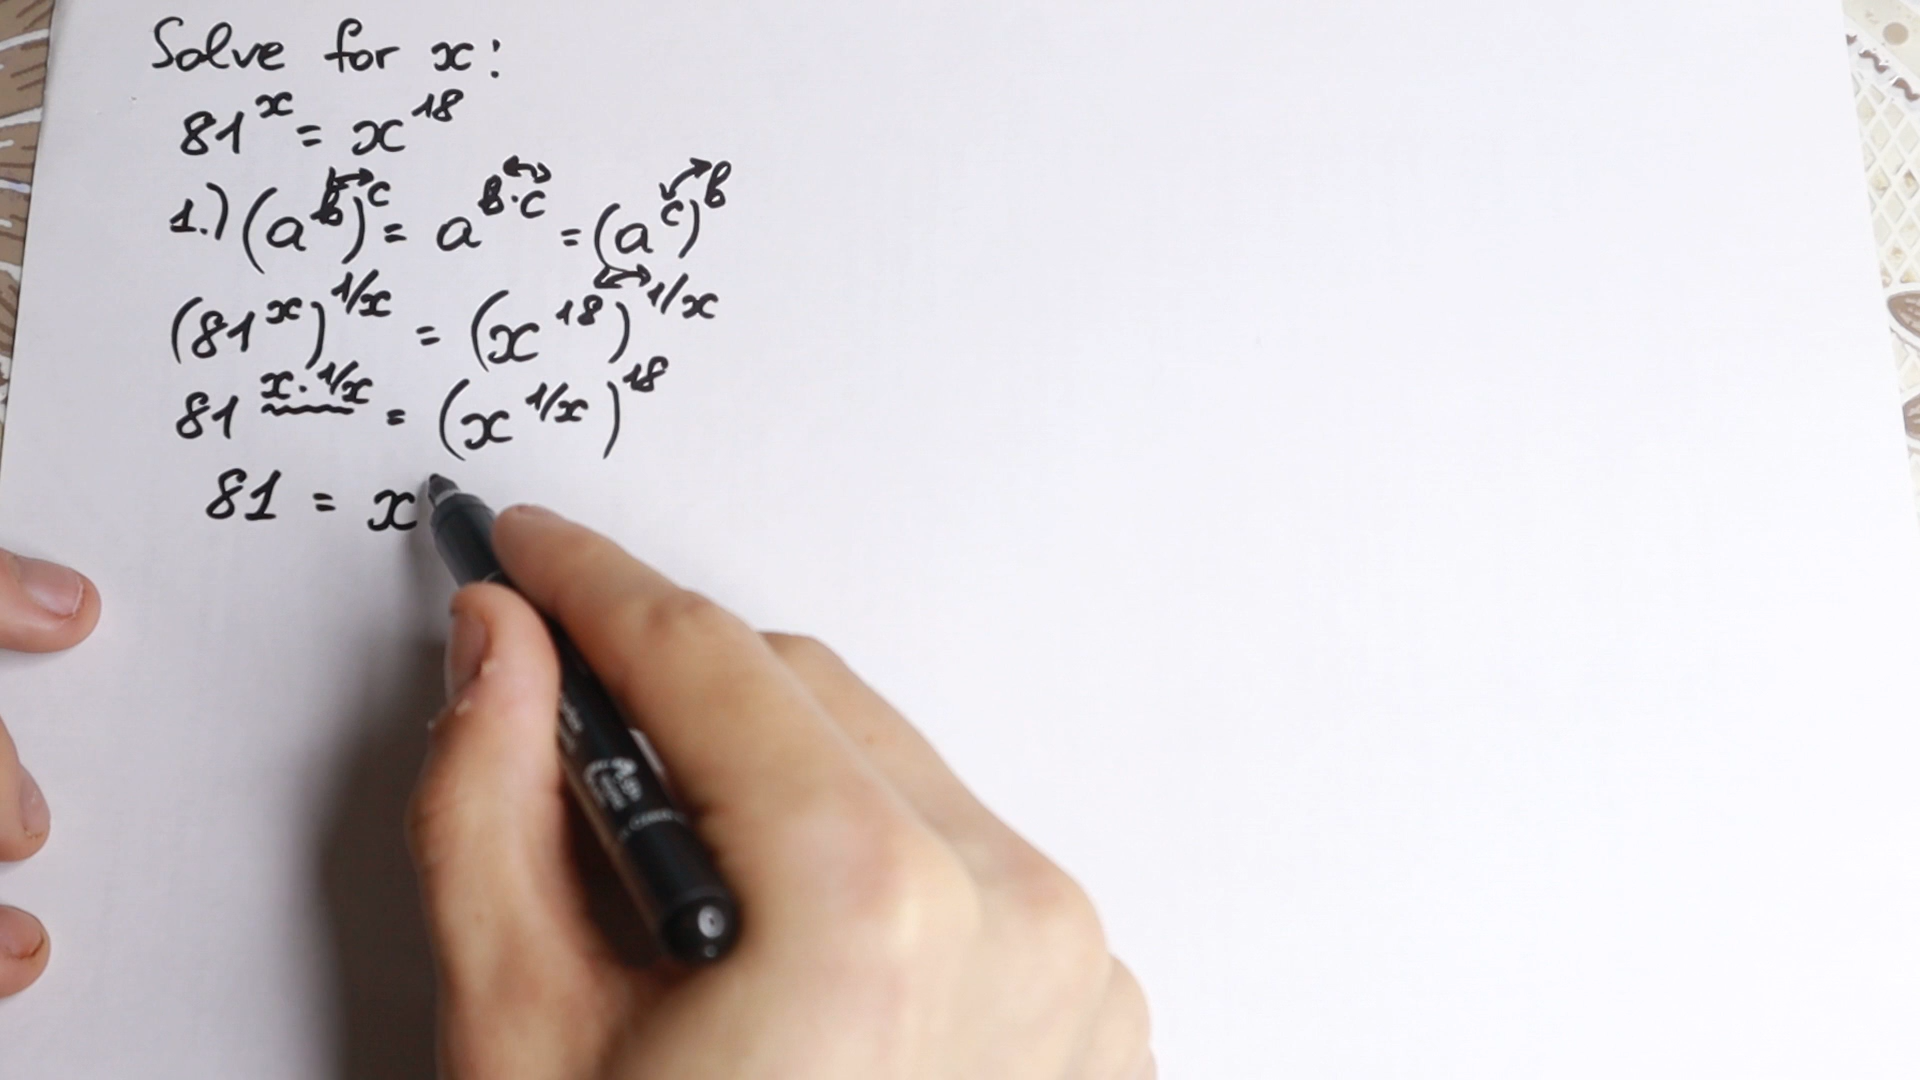 Solve for x:
81^x = x^18
1.) (a^b)^c = a^b·c = (a^c)^b
(81^x)^1/x = (x^18)^1/x
81^x·1/x = (x^1/x)^18
81 = x